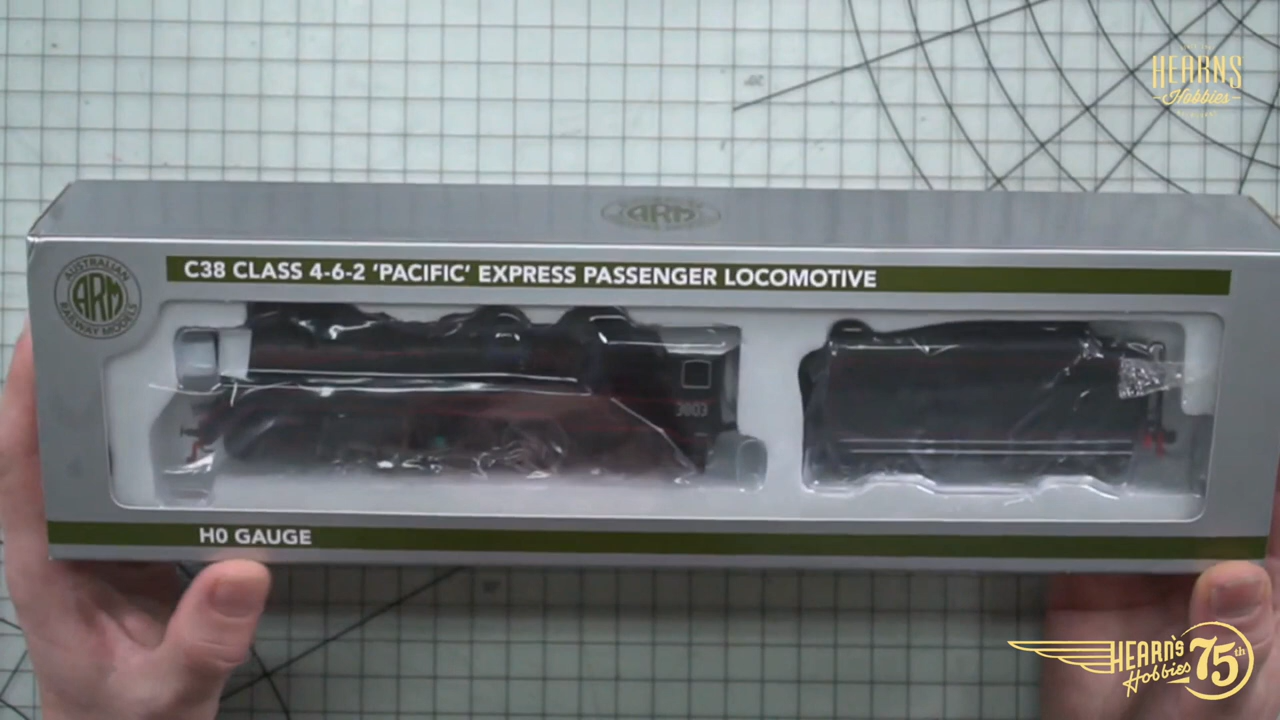 HEARNS
Hobbies
ARM
C38 CLASS 4-6-2 ‘PACIFIC’ EXPRESS PASSENGER LOCOMOTIVE
AUSTRALIAN
ARM
RAILWAY MODELS
3803
H0 GAUGE
HEARN'S
Hobbies
75th